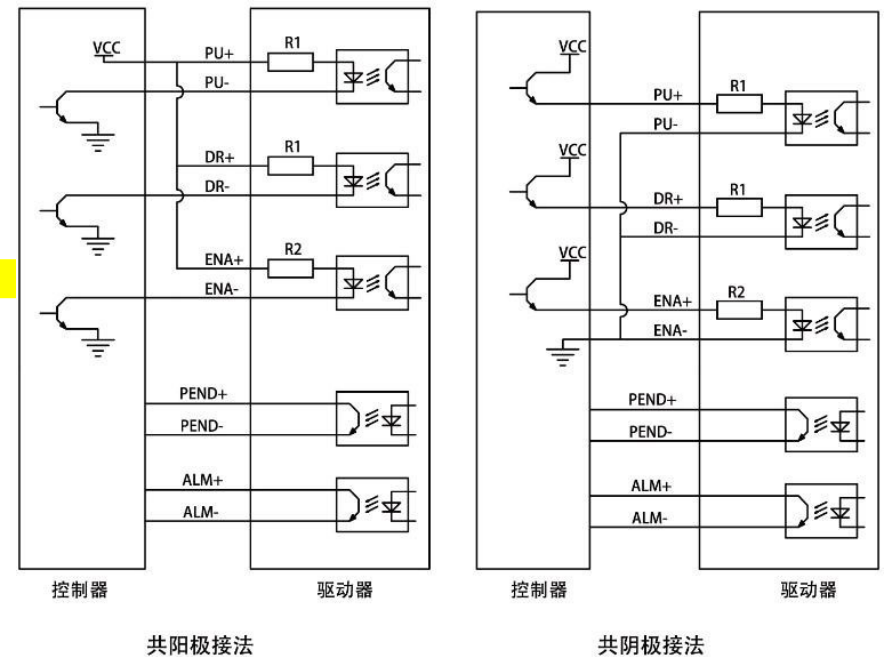 VCC
PU+
R1
PU-
DR+
R1
DR-
ENA+
R2
ENA-
PEND+
PEND-
ALM+
ALM-
控制器
驱动器
共阳极接法
VCC
PU+
R1
PU-
VCC
DR+
R1
DR-
VCC
ENA+
R2
ENA-
PEND+
PEND-
ALM+
ALM-
控制器
驱动器
共阴极接法